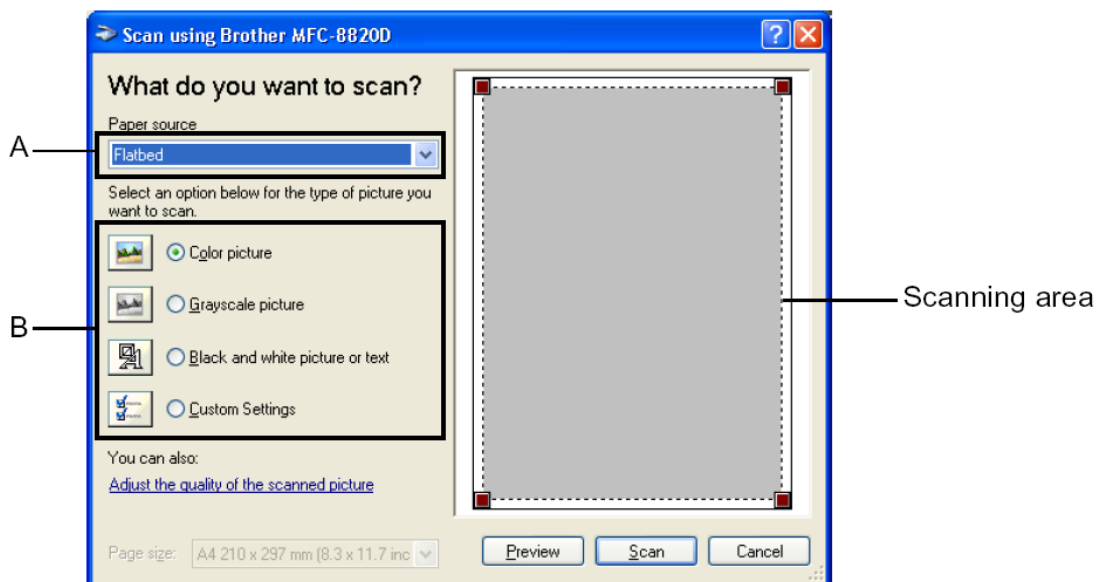 Scan using Brother MFC-8820D
What do you want to scan?
Paper source
A
Flatbed
Select an option below for the type of picture you
want to scan.
Color picture
Grayscale picture
B
Black and white picture or text
Custom Settings
You can also:
Adjust the quality of the scanned picture
Page size: A4 210 x 297 mm (8.3 x 11.7 inc
Preview
Scan
Cancel
Scanning area